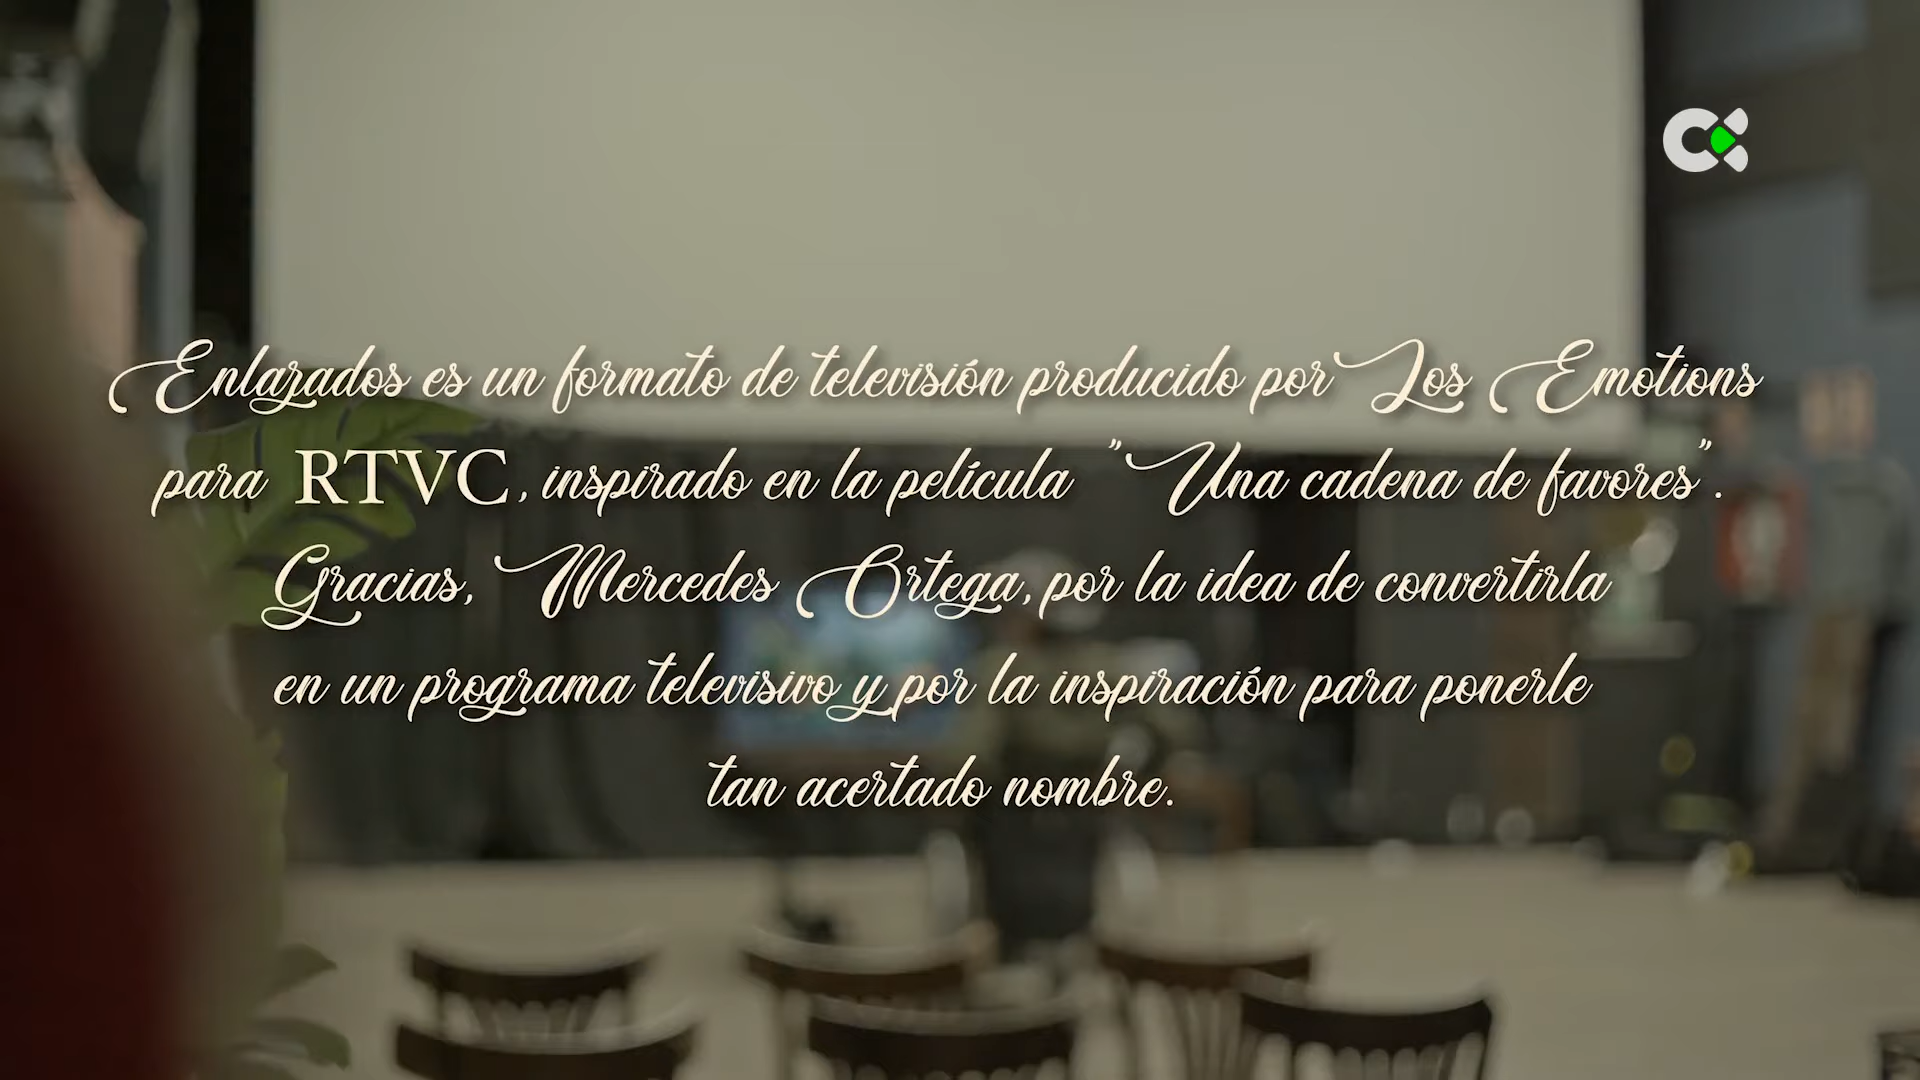 Enlazados es un formato de televisión producido por Los Emotions
para RTVC, inspirado en la película "Una cadena de favores".
Gracias, Mercedes Ortega, por la idea de convertirla
en un programa televisivo y por la inspiración para ponerle
tan acertado nombre.